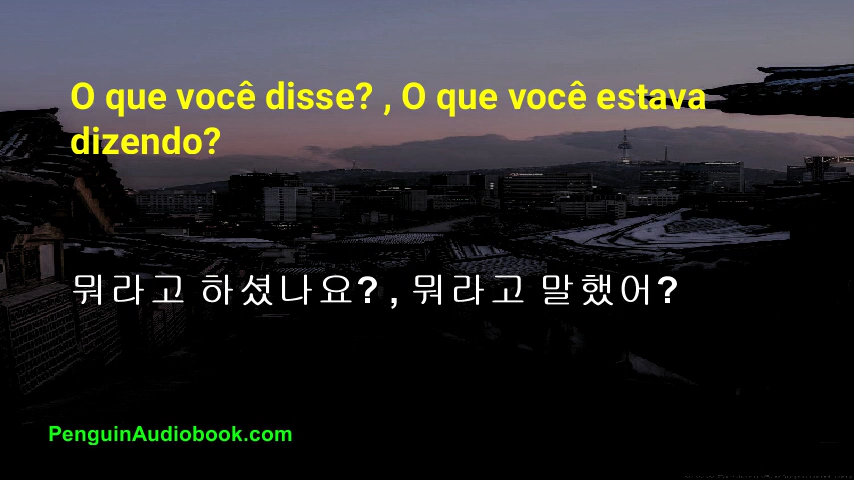 O que você disse? , O que você estava
dizendo?
뭐라고 하셨나요? , 뭐라고 말했어?
PenguinAudiobook.com